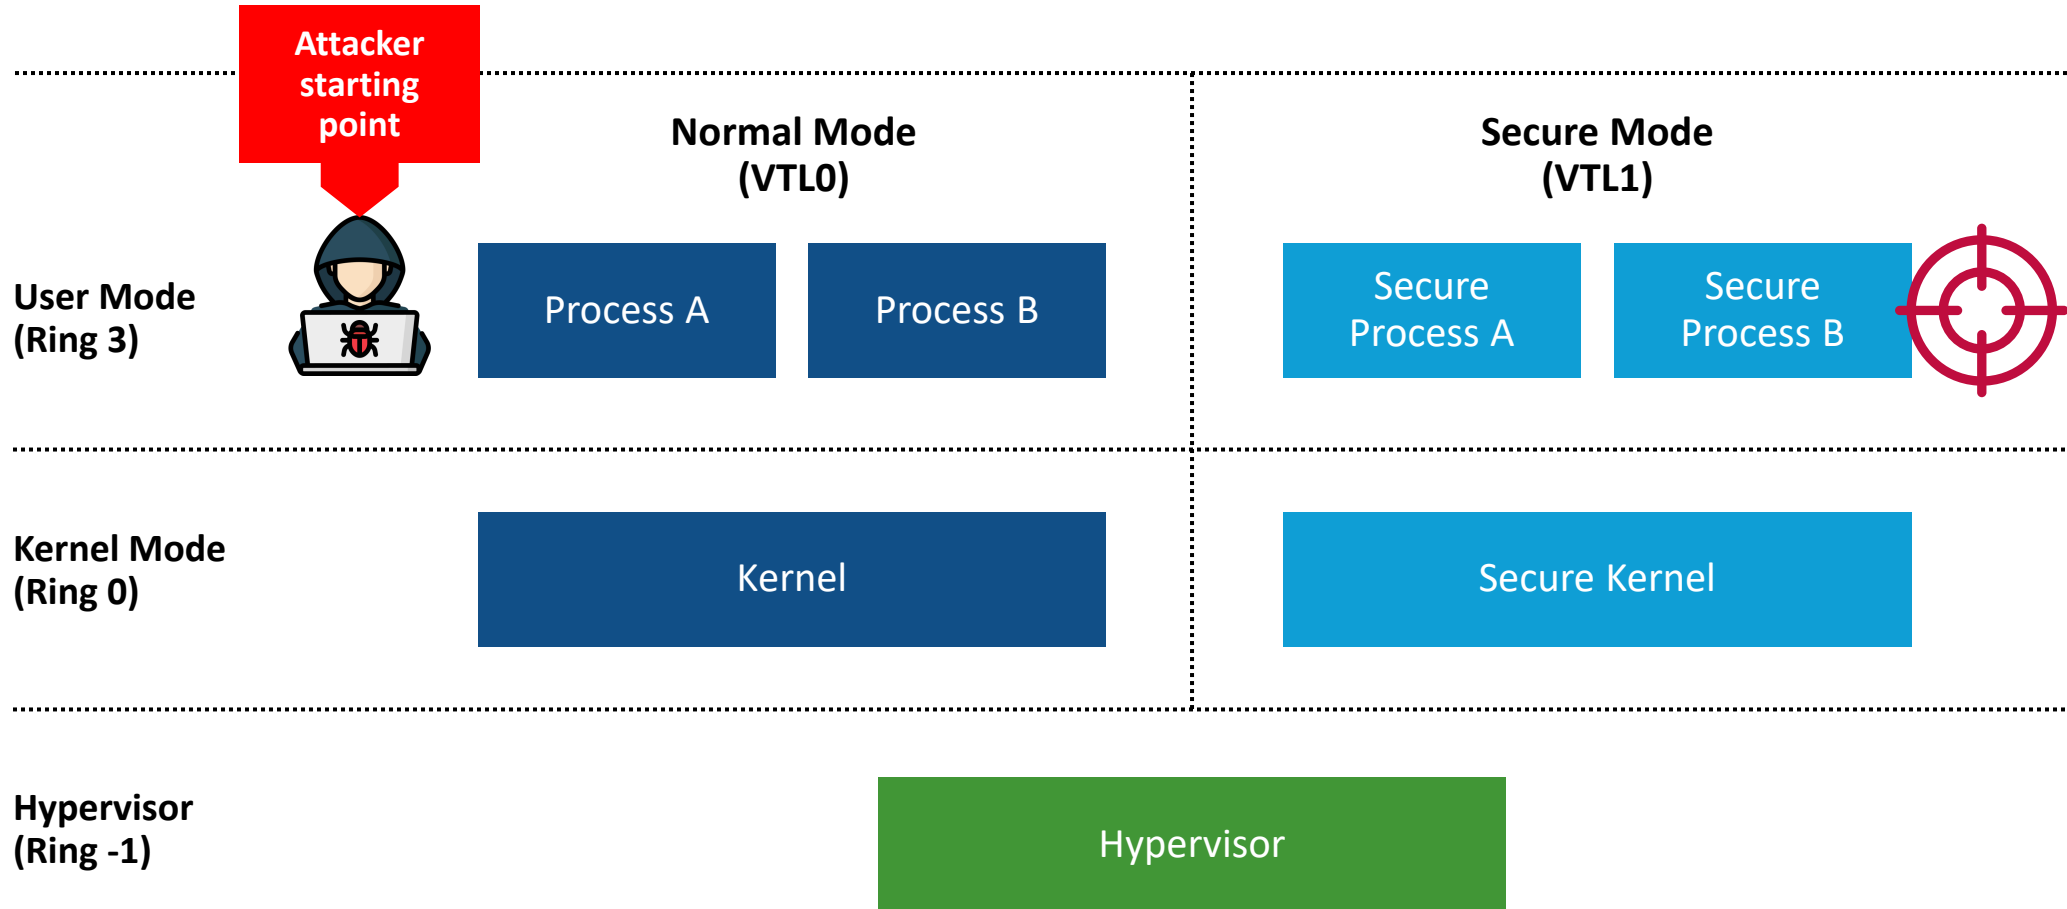 Attacker
starting
point
Normal Mode
(VTL0)
Secure Mode
(VTL1)
User Mode
(Ring 3)
Process A
Process B
Secure
Process A
Secure
Process B
Kernel Mode
(Ring 0)
Kernel
Secure Kernel
Hypervisor
(Ring -1)
Hypervisor